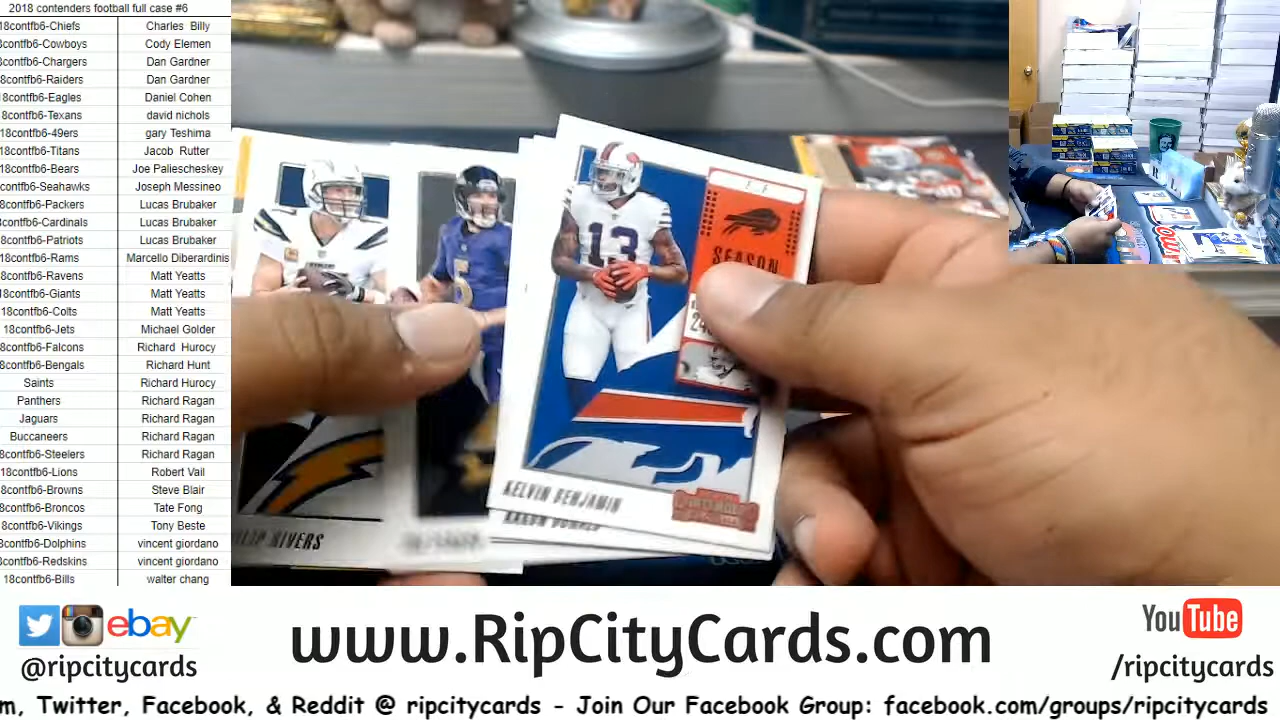 2018 contenders football full case #6
18contfb6-Chiefs Charles Billy
8contfb6-Cowboys Cody Elemen
8contfb6-Chargers Dan Gardner
8contfb6-Raiders Dan Gardner
8contfb6-Eagles Daniel Cohen
18contfb6-Texans david nichols
18contfb6-49ers gary Teshima
18contfb6-Titans Jacob Rutter
18contfb6-Bears Joe Paliescheskey
contfb6-Seahawks Joseph Messineo
8contfb6-Packers Lucas Brubaker
contfb6-Cardinals Lucas Brubaker
8contfb6-Patriots Lucas Brubaker
18contfb6-Rams Marcello Diberardinis
8contfb6-Ravens Matt Yeatts
18contfb6-Giants Matt Yeatts
18contfb6-Colts Matt Yeatts
18contfb6-Jets Michael Golder
18contfb6-Falcons Richard Hurocy
8contfb6-Bengals Richard Hunt
Saints Richard Hurocy
Panthers Richard Ragan
Jaguars Richard Ragan
Buccaneers Richard Ragan
8contfb6-Steelers Richard Ragan
18contfb6-Lions Robert Vail
8contfb6-Browns Steve Blair
8contfb6-Broncos Tate Fong
8contfb6-Vikings Tony Beste
8contfb6-Dolphins vincent giordano
contfb6-Redskins vincent giordano
18contfb6-Bills walter chang
13
SEASON
KELVIN BENJAMIN
CONTENDERS
RIVERS
5
ebay
@ripcitycards
www.RipCityCards.com
YouTube
/ripcitycards
m, Twitter, Facebook, & Reddit @ ripcitycards - Join Our Facebook Group: facebook.com/groups/ripcitycards